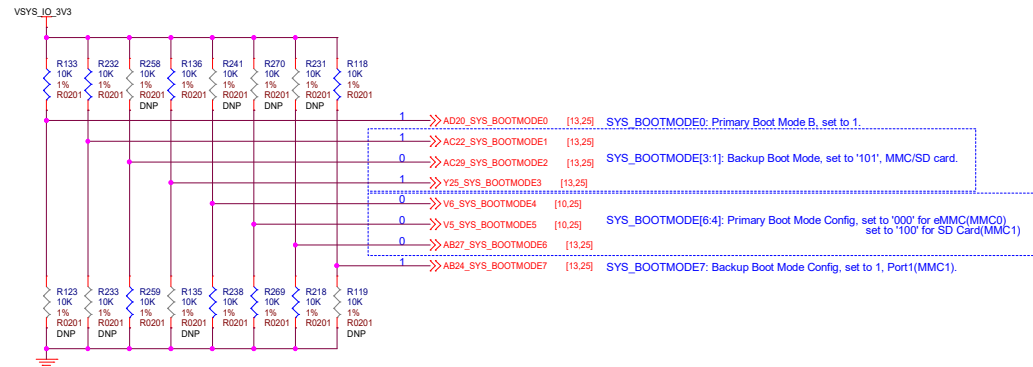 VSYS_IO_3V3
R133 R232 R258 R136 R241 R270 R231 R118
10K 10K 10K 10K 10K 10K 10K 10K
1% 1% 1% 1% 1% 1% 1% 1%
R0201 R0201 R0201 R0201 R0201 R0201 R0201 R0201
DNP DNP DNP DNP
1 AD20_SYS_BOOTMODE0 [13,25] SYS_BOOTMODE0: Primary Boot Mode B, set to 1.
1 AC22_SYS_BOOTMODE1 [13,25]
0 AC29_SYS_BOOTMODE2 [13,25] SYS_BOOTMODE[3:1]: Backup Boot Mode, set to '101', MMC/SD card.
1 Y25_SYS_BOOTMODE3 [13,25]
0 V6_SYS_BOOTMODE4 [10,25]
0 V5_SYS_BOOTMODE5 [10,25] SYS_BOOTMODE[6:4]: Primary Boot Mode Config, set to '000' for eMMC(MMC0)
set to '100' for SD Card(MMC1)
0 AB27_SYS_BOOTMODE6 [13,25]
1 AB24_SYS_BOOTMODE7 [13,25] SYS_BOOTMODE7: Backup Boot Mode Config, set to 1, Port1(MMC1).
R123 R233 R259 R135 R238 R269 R218 R119
10K 10K 10K 10K 10K 10K 10K 10K
1% 1% 1% 1% 1% 1% 1% 1%
R0201 R0201 R0201 R0201 R0201 R0201 R0201 R0201
DNP DNP DNP DNP